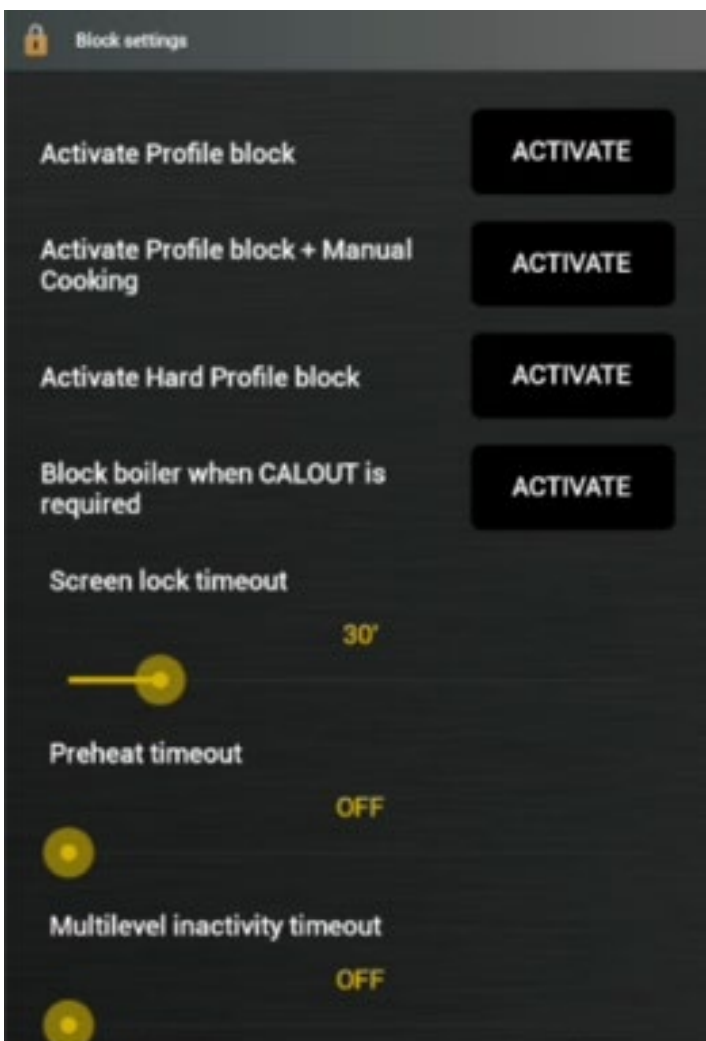 Block settings
Activate Profile block
ACTIVATE
Activate Profile block + Manual
Cooking
ACTIVATE
Activate Hard Profile block
ACTIVATE
Block boiler when CALOUT is
required
ACTIVATE
Screen lock timeout
30'
Preheat timeout
OFF
Multilevel inactivity timeout
OFF